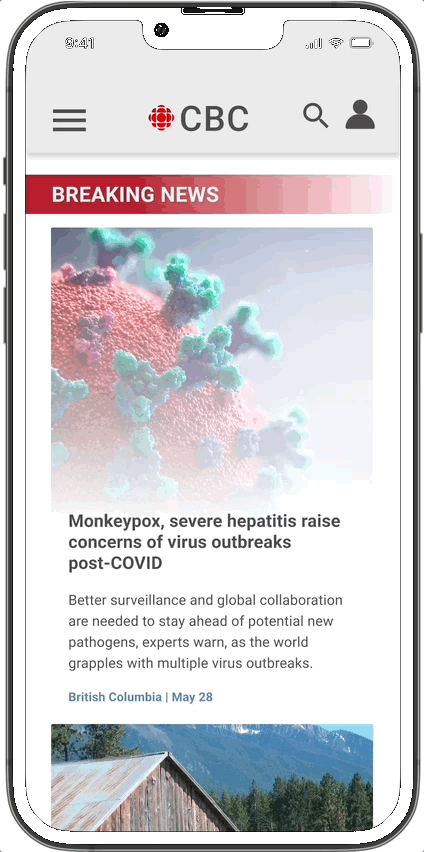 9:41
CBC
BREAKING NEWS
Monkeypox, severe hepatitis raise
concerns of virus outbreaks
post-COVID
Better surveillance and global collaboration
are needed to stay ahead of potential new
pathogens, experts warn, as the world
grapples with multiple virus outbreaks.
British Columbia | May 28